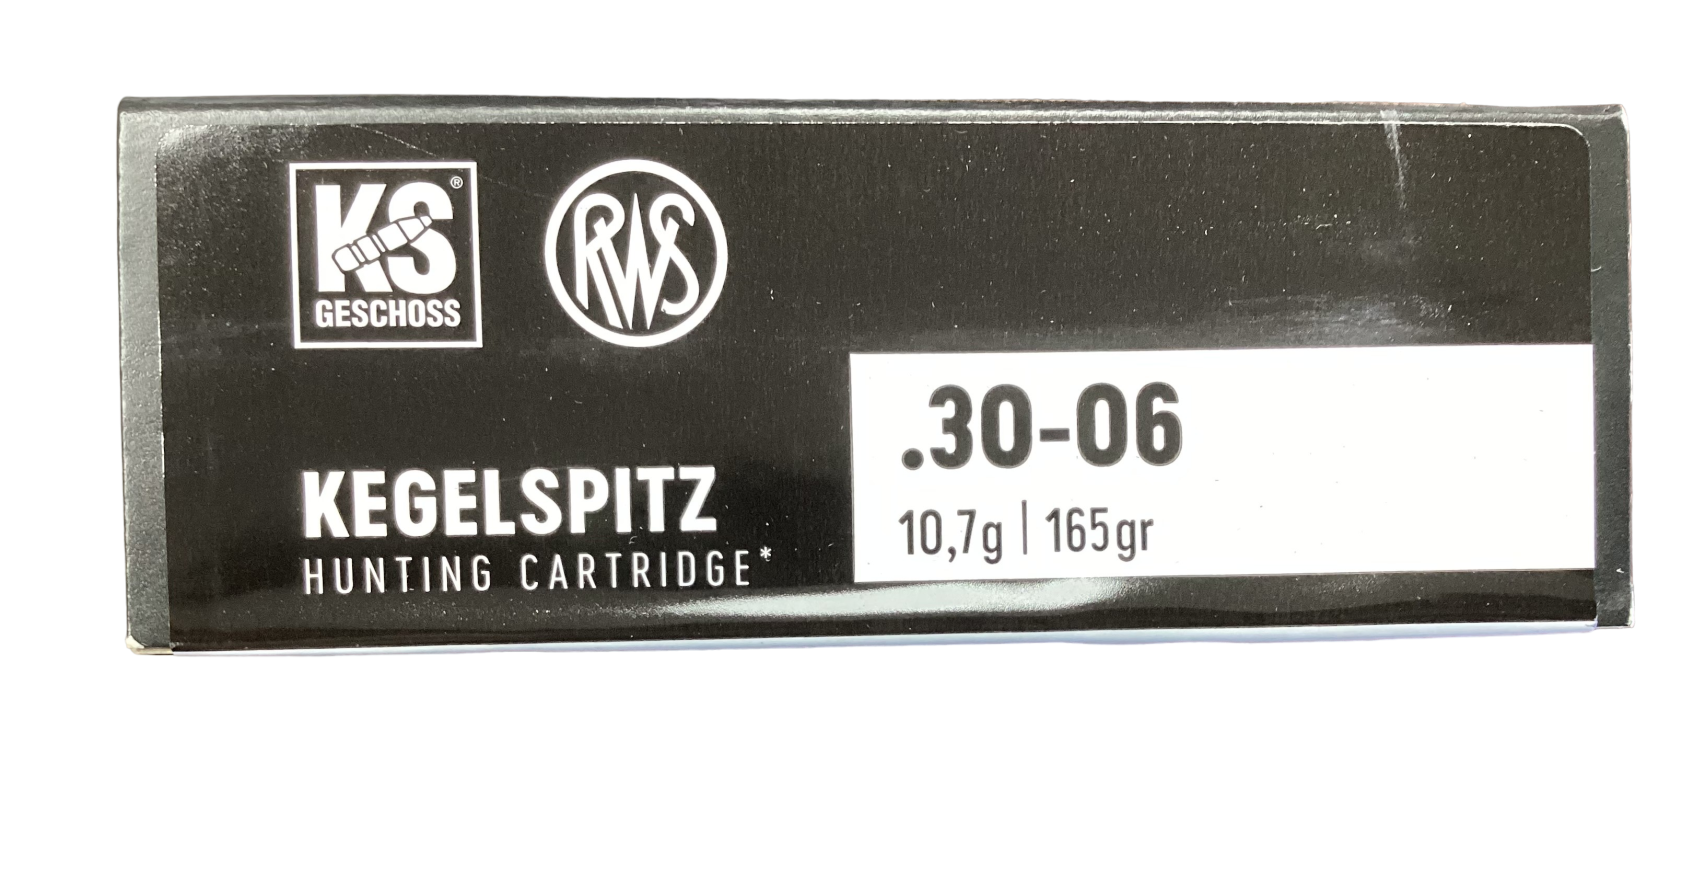 KS®
GESCHOSS
RWS
KEGELSPITZ
HUNTING CARTRIDGE*
.30-06
10,7g | 165gr